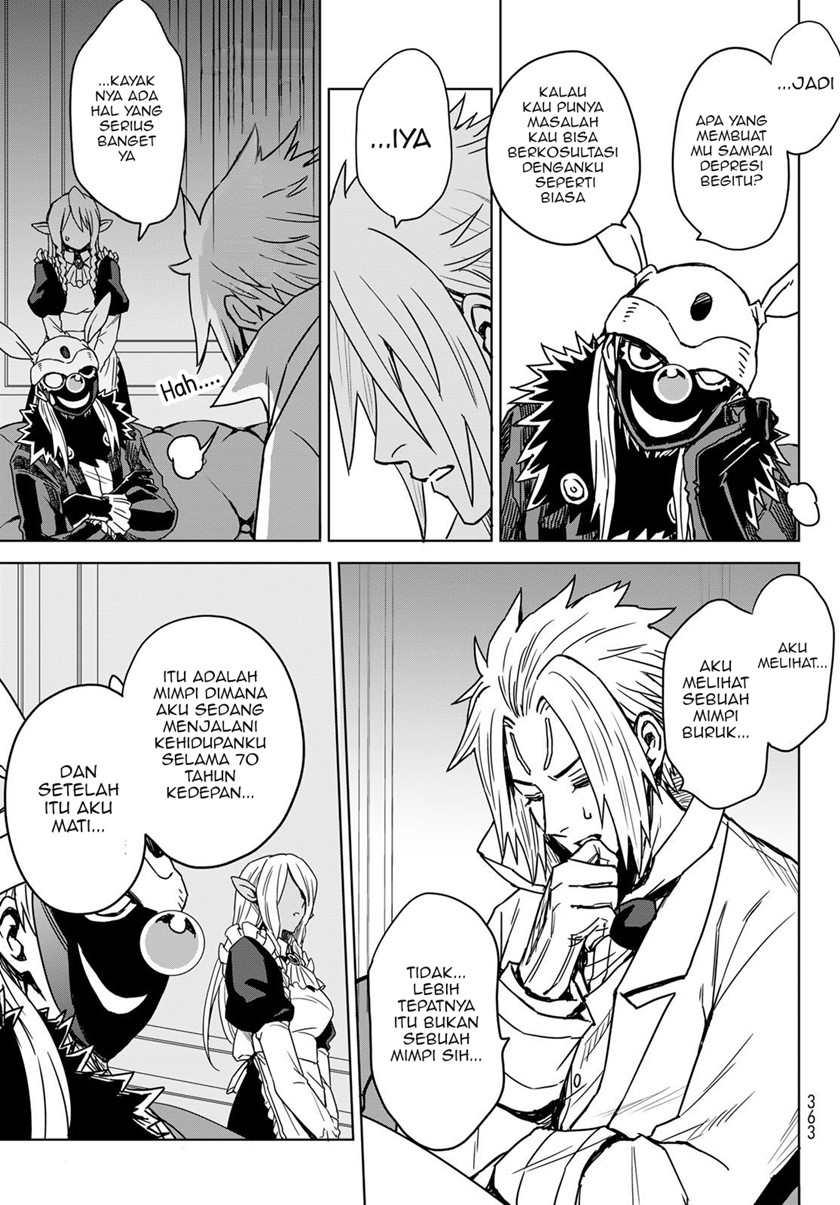 ...JADI
APA YANG
MEMBUAT
MU SAMPAI
DEPRESI
BEGITU?
KALAU
KAU PUNYA
MASALAH
KAU BISA
BERKOSULTASI
DENGANKU
SEPERTI
BIASA
...IYA
...KAYAK
NYA ADA
HAL YANG
SERIUS
BANGET
YA
Hah....
AKU
MELIHAT...
AKU
MELIHAT
SEBUAH
MIMPI
BURUK...
TIDAK...
LEBIH
TEPATNYA
ITU BUKAN
SEBUAH
MIMPI SIH...
ITU ADALAH
MIMPI DIMANA
AKU SEDANG
MENJALANI
KEHIDUPANKU
SELAMA 70
TAHUN
KEDEPAN...
DAN
SETELAH
ITU AKU
MATI...
363